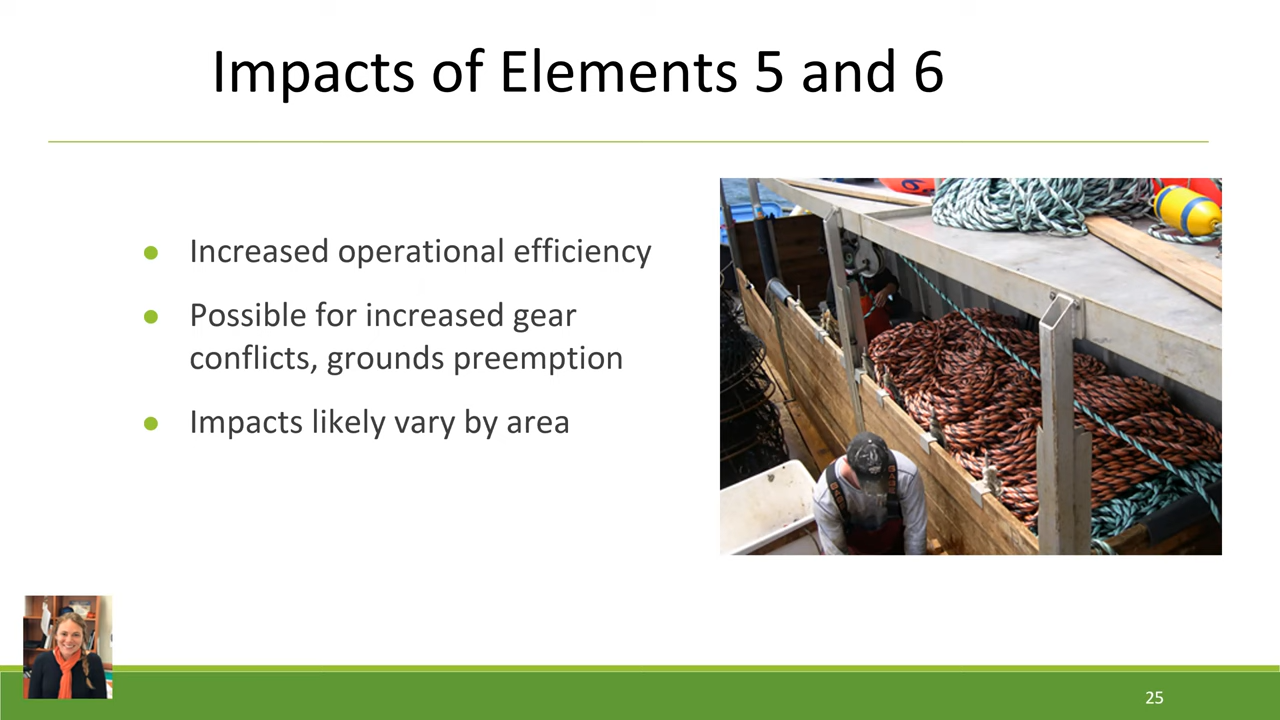 Impacts of Elements 5 and 6
● Increased operational efficiency
● Possible for increased gear
conflicts, grounds preemption
● Impacts likely vary by area
25